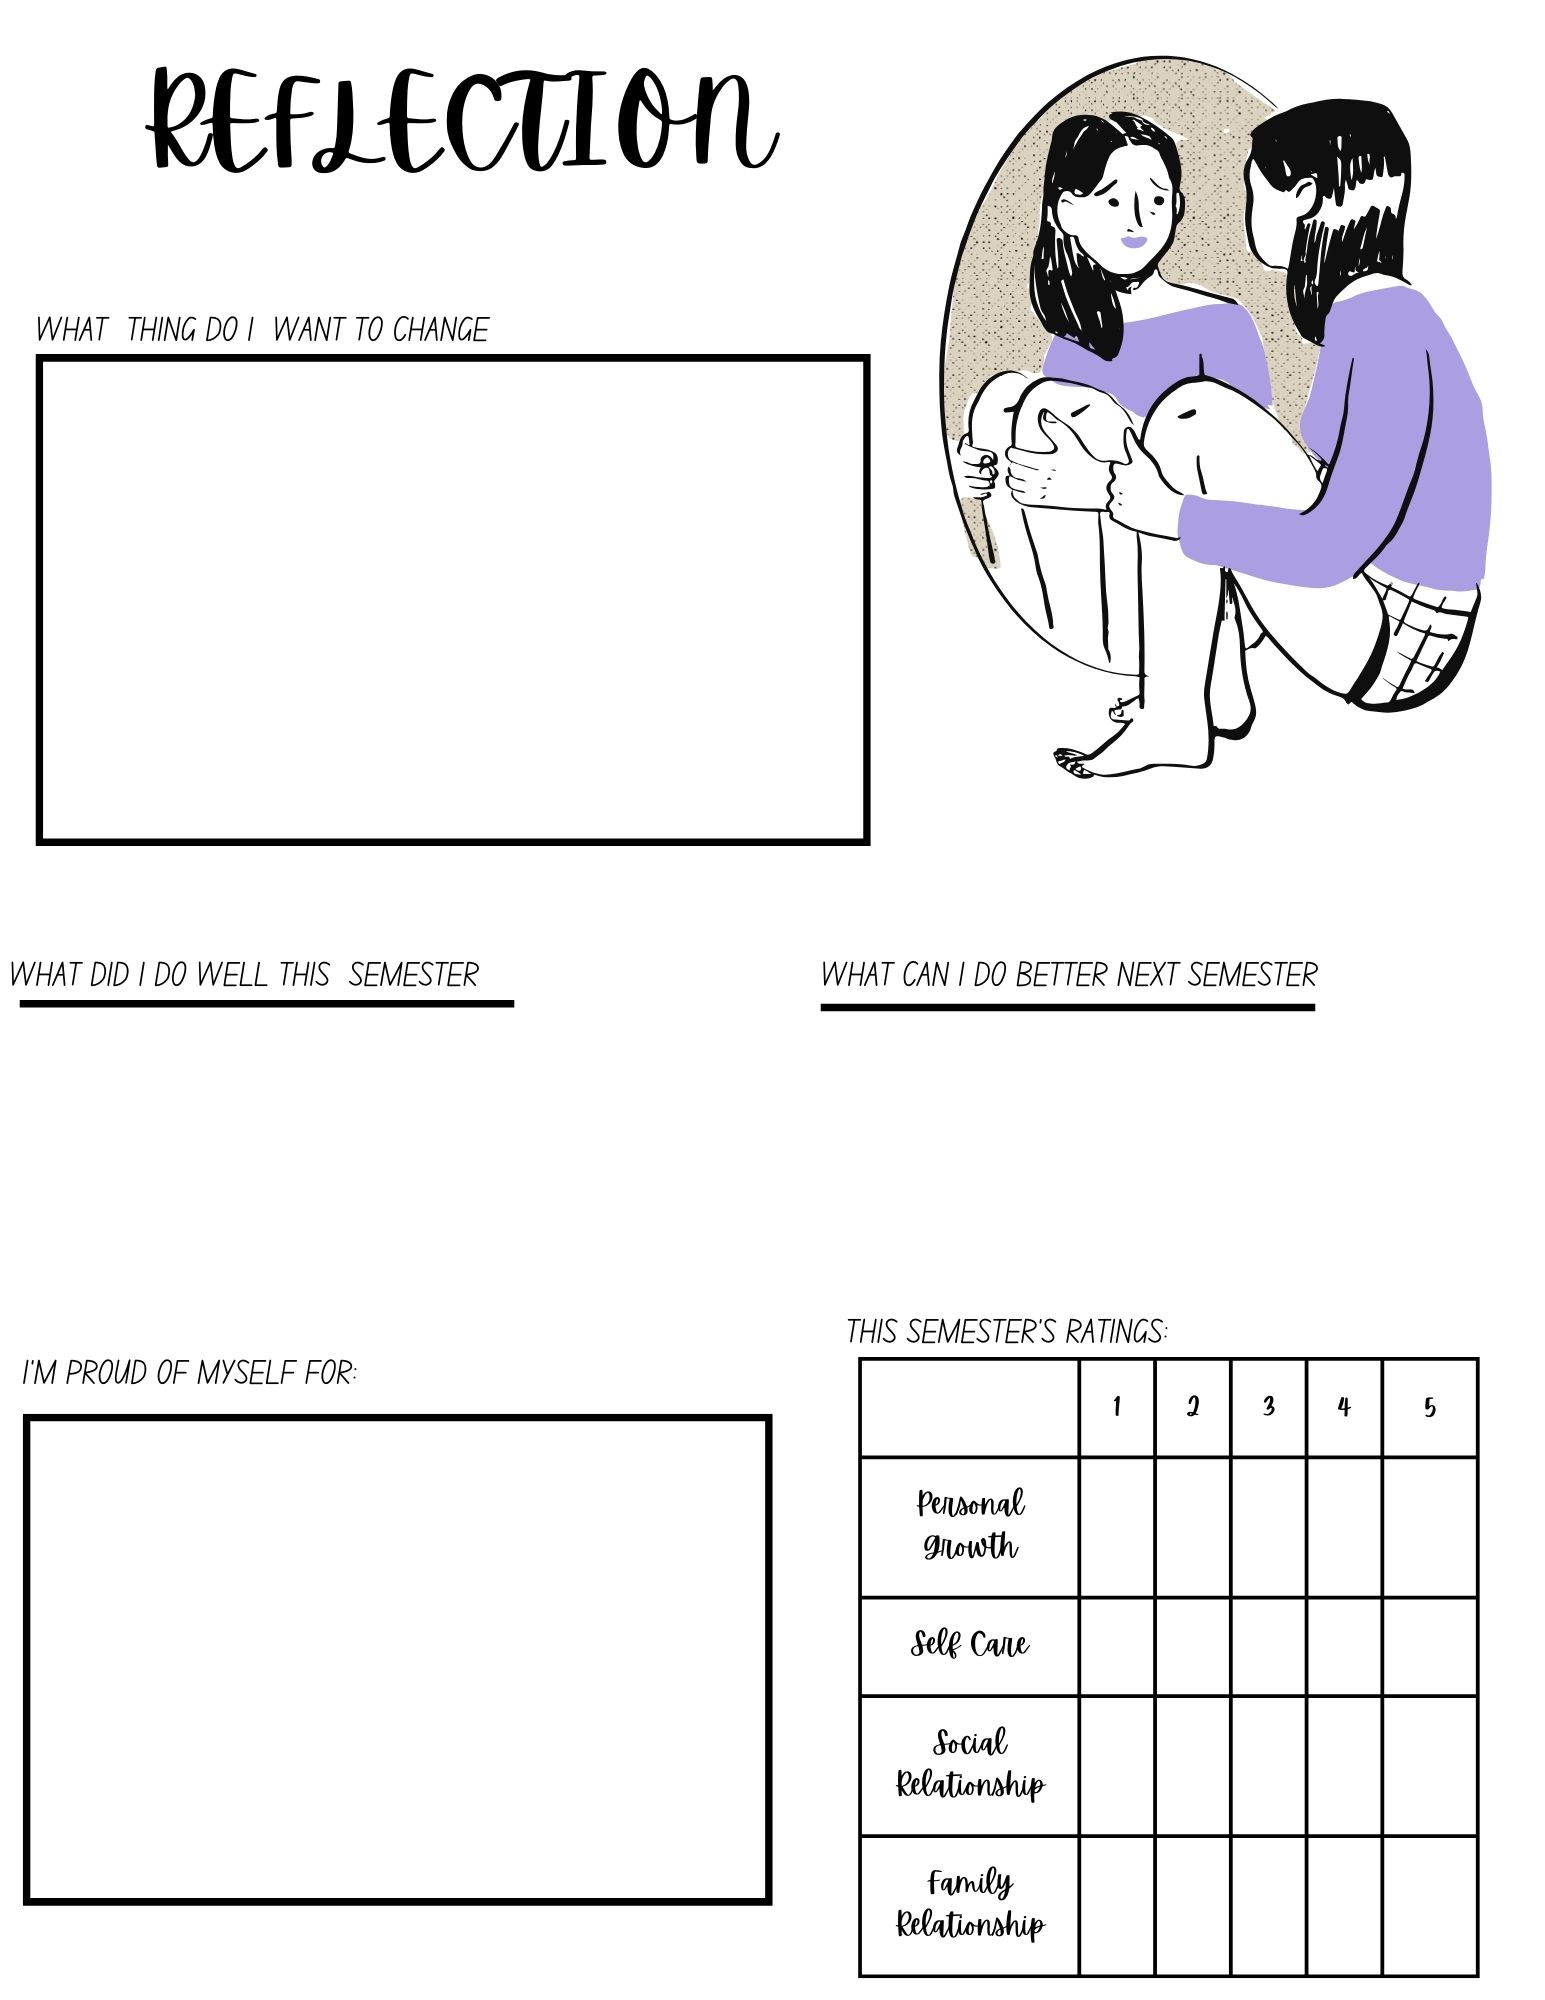 REFLECTION
WHAT THING DO I WANT TO CHANGE
WHAT DID I DO WELL THIS SEMESTER
WHAT CAN I DO BETTER NEXT SEMESTER
I'M PROUD OF MYSELF FOR:
THIS SEMESTER'S RATINGS:
1 2 3 4 5
Personal
Growth
Self Care
Social
Relationship
Family
Relationship